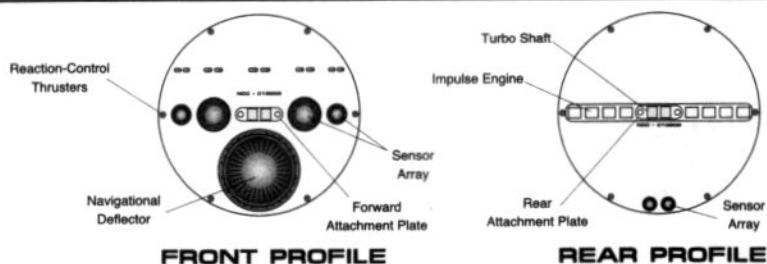 Reaction-Control
Thrusters
Navigational
Deflector
Sensor
Array
Forward
Attachment Plate
FRONT PROFILE
Turbo Shaft
Impulse Engine
Rear
Attachment Plate
Sensor
Array
REAR PROFILE